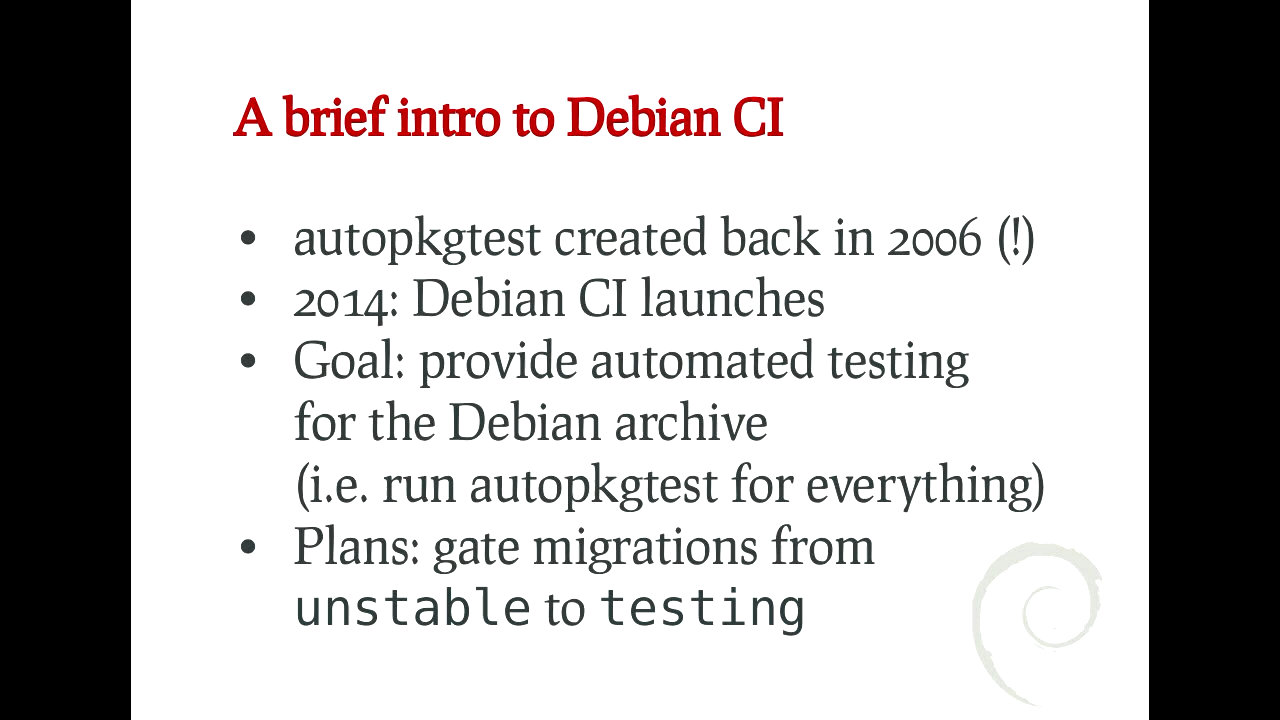 A brief intro to Debian CI
• autopkgtest created back in 2006 (!)
• 2014: Debian CI launches
• Goal: provide automated testing
for the Debian archive
(i.e. run autopkgtest for everything)
• Plans: gate migrations from
unstable to testing